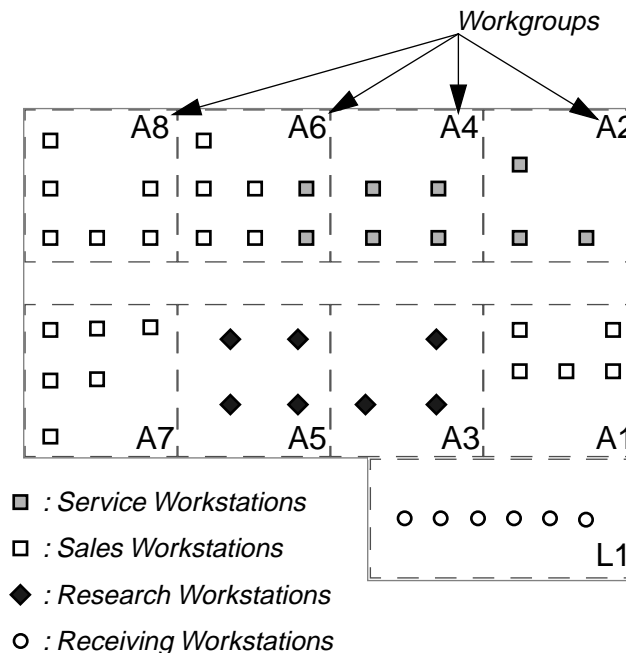 Workgroups
A8
A6
A4
A2
A7
A5
A3
A1
L1
: Service Workstations
: Sales Workstations
: Research Workstations
: Receiving Workstations